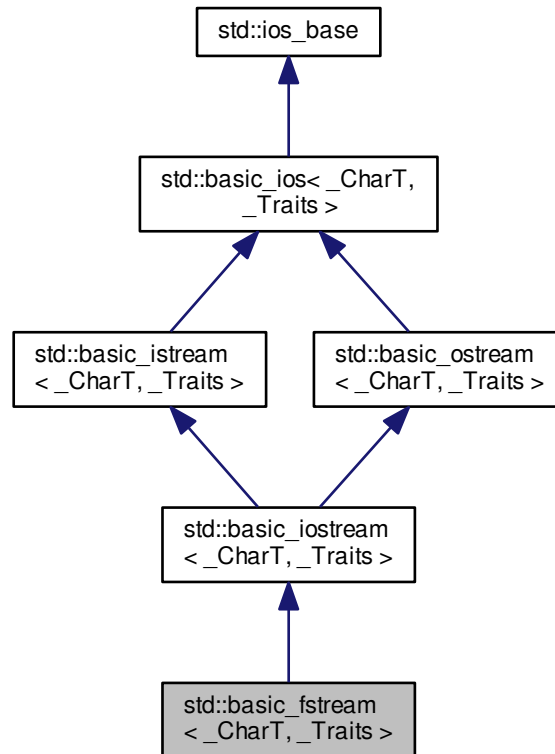 std::ios_base
std::basic_ios< _CharT,
_Traits >
std::basic_istream
< _CharT, _Traits >
std::basic_ostream
< _CharT, _Traits >
std::basic_iostream
< _CharT, _Traits >
std::basic_fstream
< _CharT, _Traits >